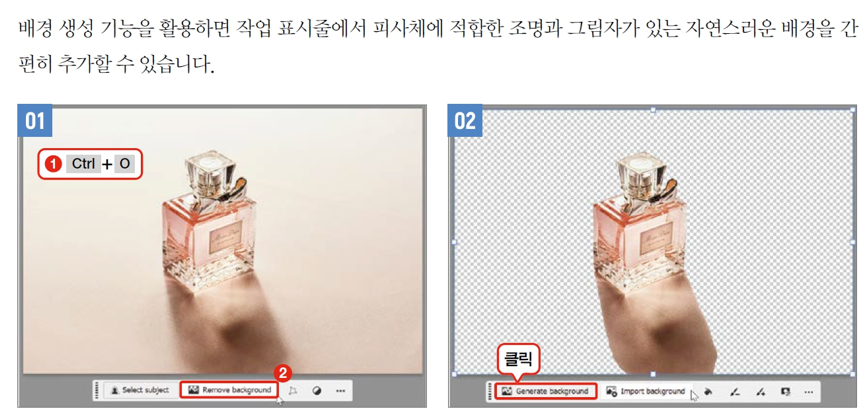 배경 생성 기능을 활용하면 작업 표시줄에서 피사체에 적합한 조명과 그림자가 있는 자연스러운 배경을 간
편히 추가할 수 있습니다.
01
1 Ctrl + O
2
Select subject Remove background
02
클릭
Generate background Import background